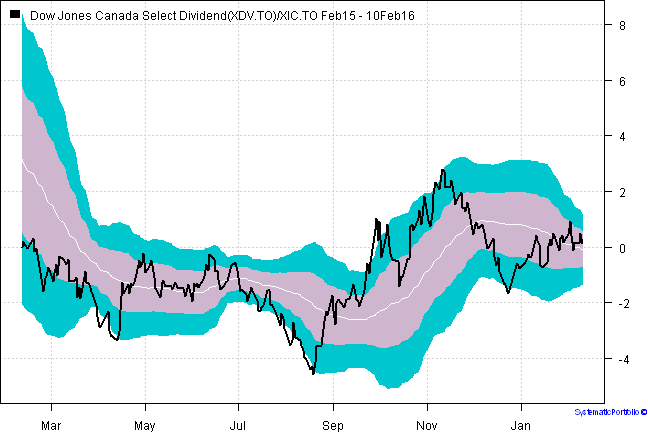 Dow Jones Canada Select Dividend(XDV.TO)/XIC.TO Feb15 - 10Feb16
8
6
4
2
0
-2
-4
Mar May Jul Sep Nov Jan
SystematicPortfolio ©